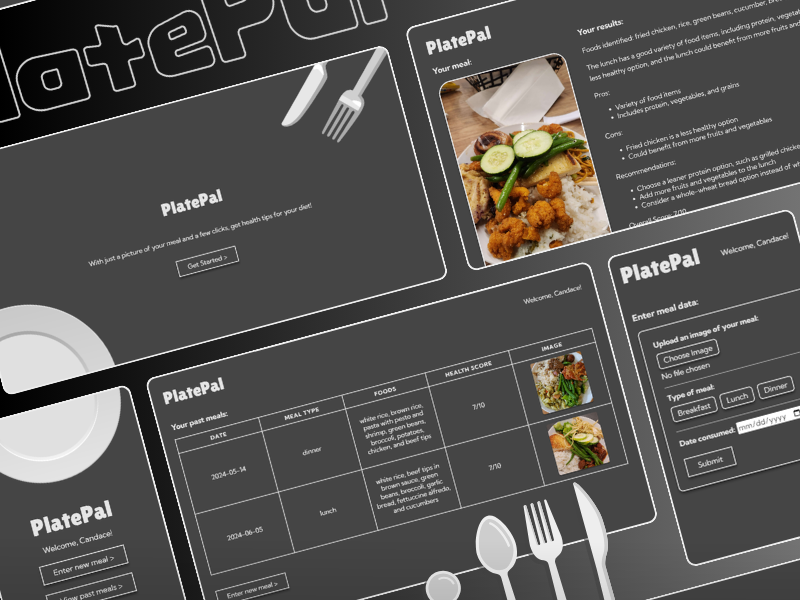 latePal
PlatePal
With just a picture of your meal and a few clicks, get health tips for your diet!
Get Started >
PlatePal
Your meal:
Your results:
Foods identified: fried chicken, rice, green beans, cucumber,
The lunch has a good variety of food items, including protein,
less healthy option, and the lunch could benefit from more fruits and
Pros:
• Variety of food items
• Includes protein, vegetables, and grains
Cons:
• Fried chicken is a less healthy option
• Could benefit from more fruits and vegetables
Recommendations:
• Choose a leaner protein option, such as grilled
• Add more fruits and vegetables to the lunch
• Consider a whole-wheat bread option instead of
Overall Score: 7/10
PlatePal
Welcome, Candace!
Enter new meal >
View past meals >
PlatePal
Welcome, Candace!
Your past meals:
DATE MEAL TYPE FOODS HEALTH SCORE IMAGE
2024-05-14 dinner white rice, brown rice,
pasta with pesto and
shrimp, green beans,
broccoli, potatoes,
chicken, and beef tips
7/10
2024-06-05 lunch white rice, beef tips in
brown sauce, green
beans, broccoli, garlic
bread, fettuccine alfredo,
and cucumbers
7/10
Enter new meal >
PlatePal
Welcome, Candace!
Enter meal data:
Upload an image of your meal:
Choose Image
No file chosen
Type of meal:
Breakfast Lunch Dinner
Date consumed: mm/dd/yyyy
Submit